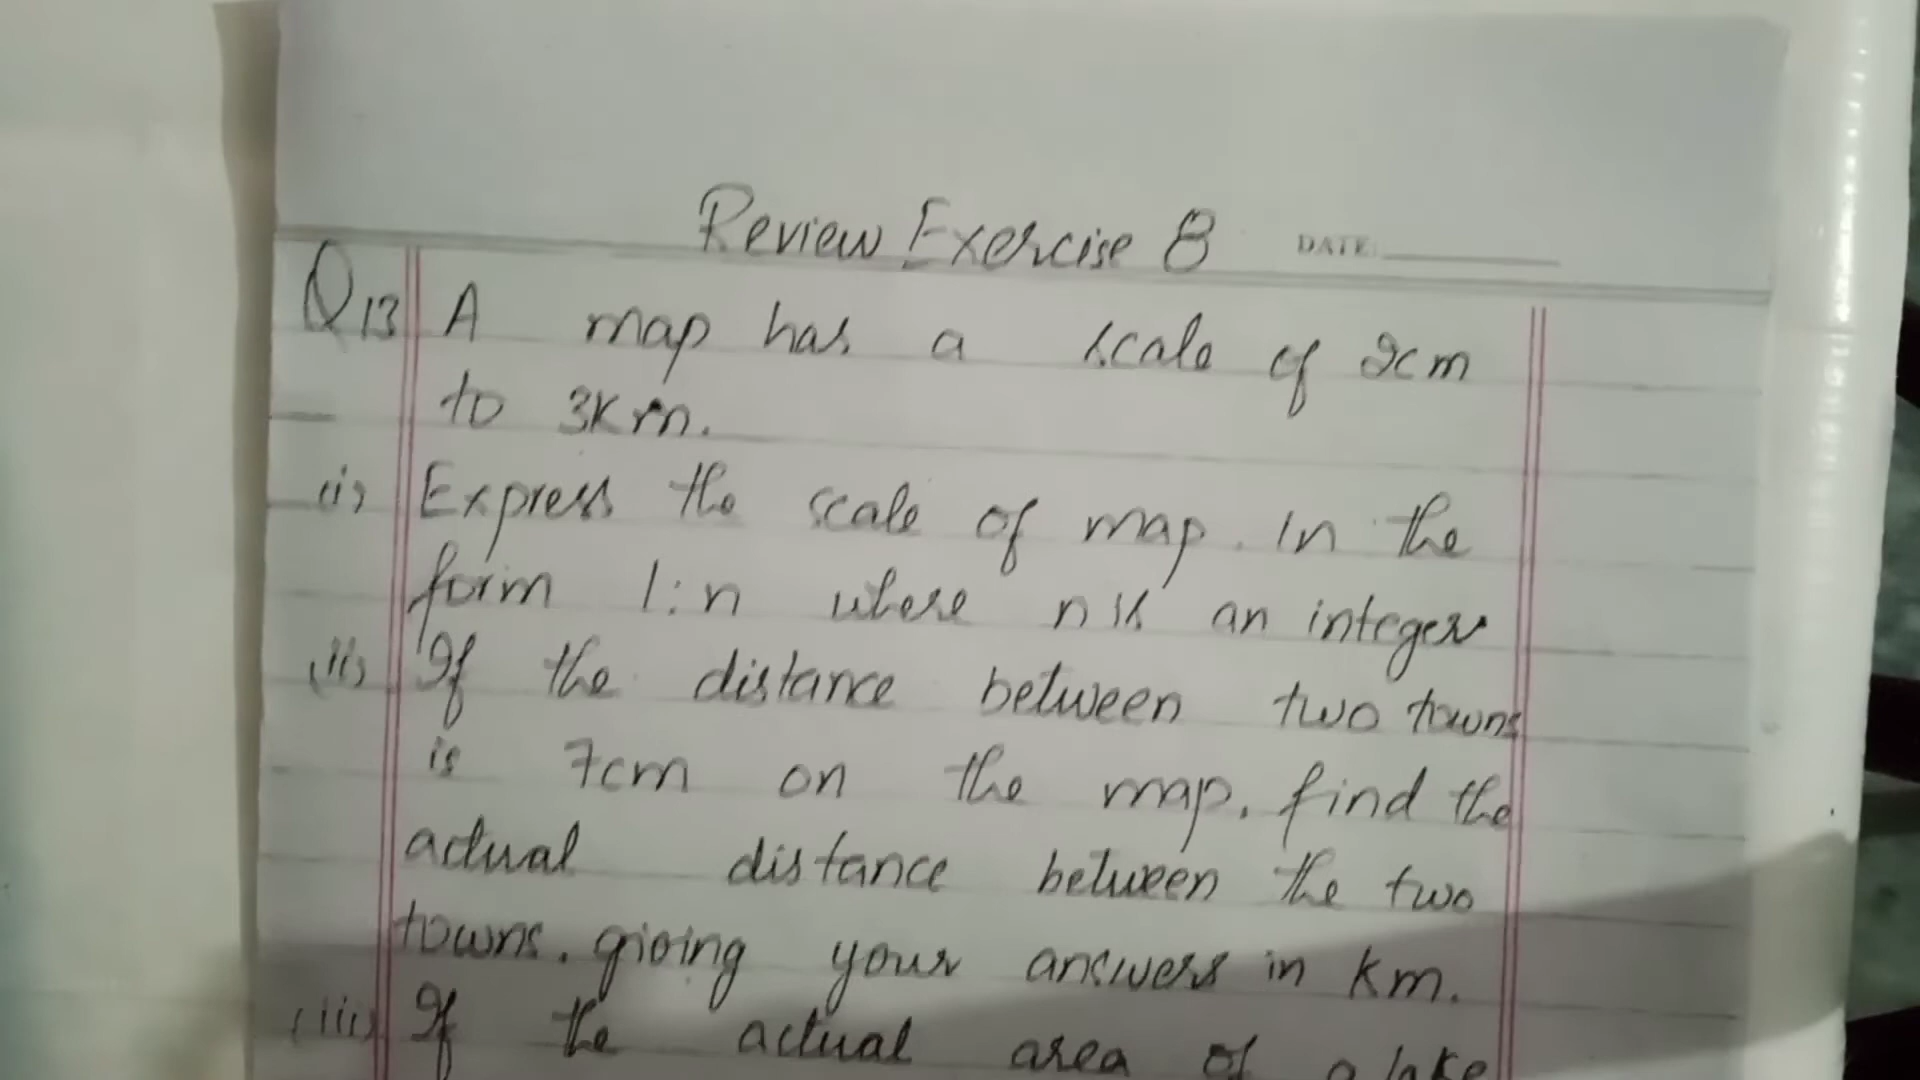 Review Exercise 8 DATE:
Q13 A map has a scale of 2cm
to 3Km.
(i) Express the scale of map. in the
form 1:n where n is an integer
(ii) If the distance between two towns
is 7cm on the map, find the
actual distance between the two
towns. giving your answers in km.
(iii) If the actual area of a lake